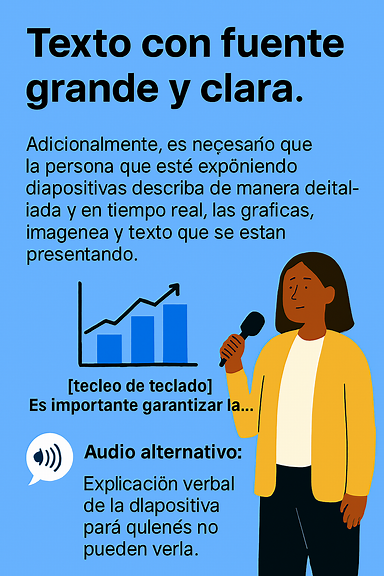 Texto con fuente
grande y clara.
Adicionalmente, es neçesario que
la persona que esté expöniendo
diapositivas describa de manera deital-
iada y en tiempo real, las graficas,
imagenea y texto que se estan
presentando.
[tecleo de teclado]
Es importante garantizar la...
Audio alternativo:
Explicación verbal
de la dlapositiva
pará qulenés no
pueden verla.